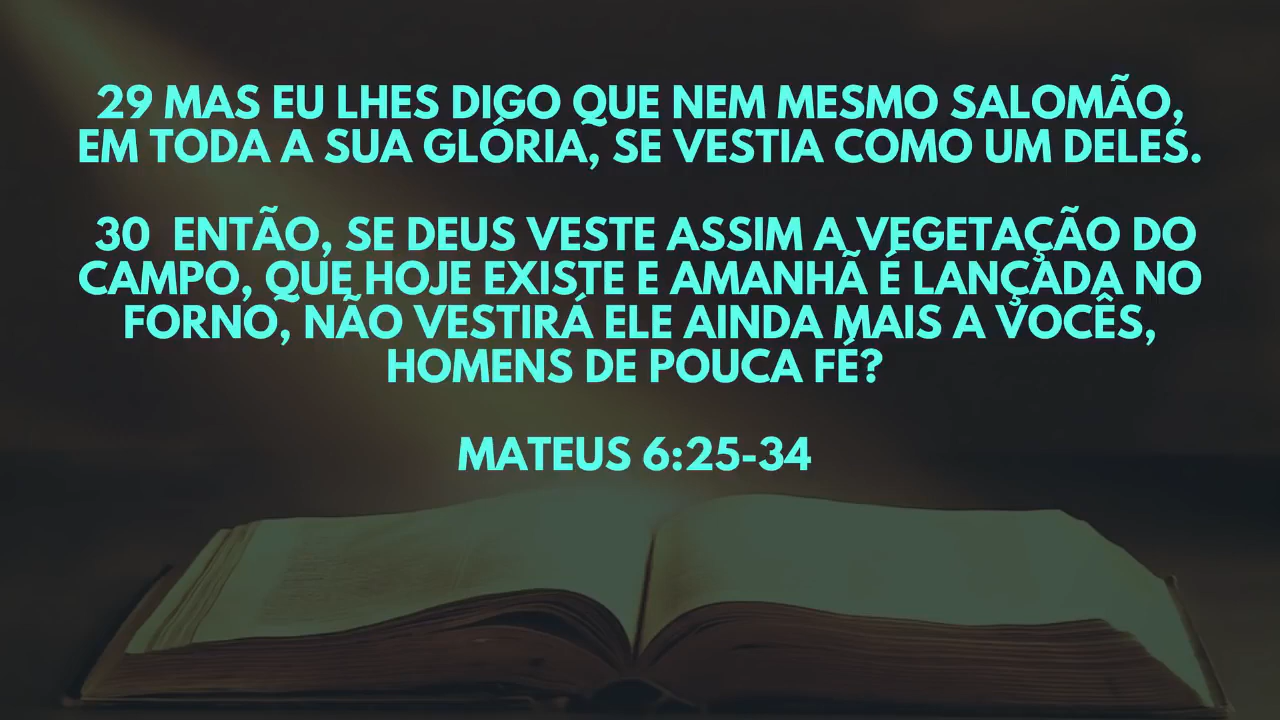 29 MAS EU LHES DIGO QUE NEM MESMO SALOMÃO,
EM TODA A SUA GLÓRIA, SE VESTIA COMO UM DELES.
30 ENTÃO, SE DEUS VESTE ASSIM A VEGETAÇÃO DO
CAMPO, QUE HOJE EXISTE E AMANHÃ É LANÇADA NO
FORNO, NÃO VESTIRÁ ELE AINDA MAIS A VOCÊS,
HOMENS DE POUCA FÉ?
MATEUS 6:25-34